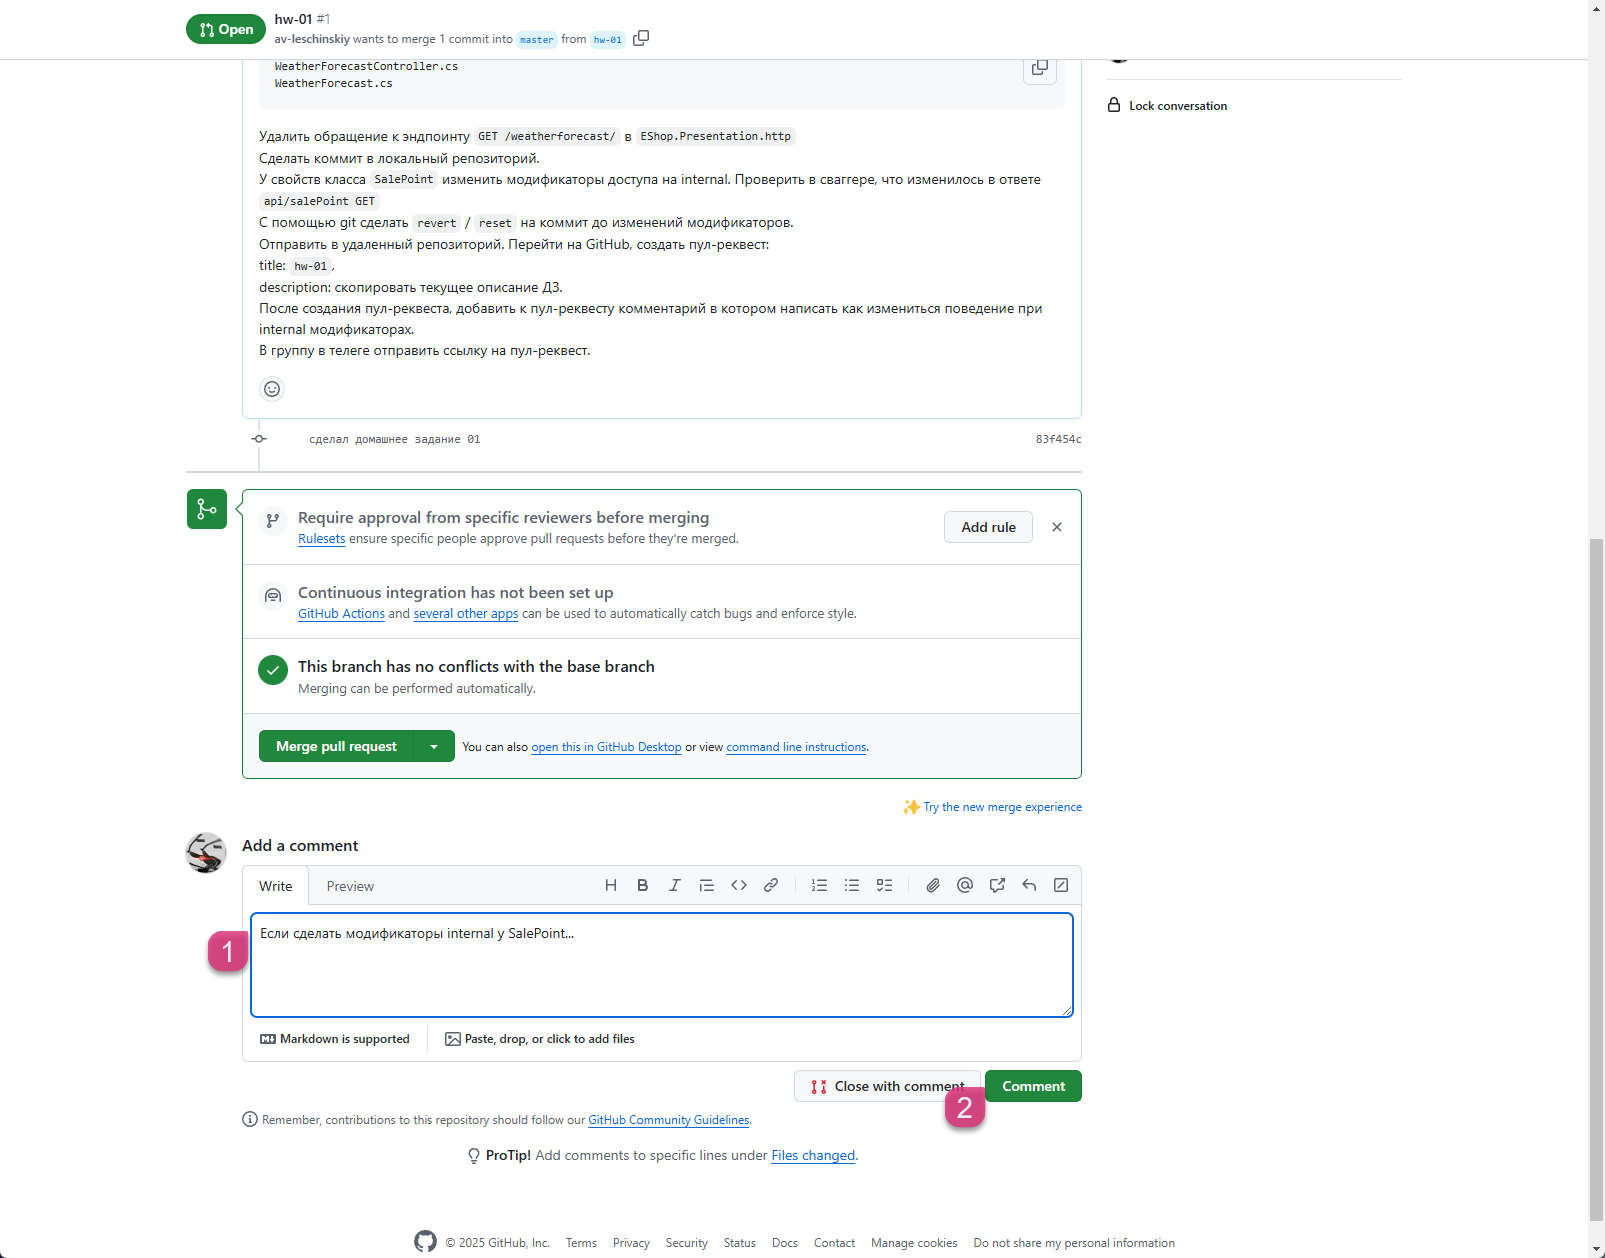 Open
hw-01 #1
av-leschinskiy wants to merge 1 commit into master from hw-01
WeatherForecastController.cs
WeatherForecast.cs
Lock conversation
Удалить обращение к эндпоинту GET /weatherforecast/ в EShop.Presentation.http
Сделать коммит в локальный репозиторий.
У свойств класса SalePoint изменить модификаторы доступа на internal. Проверить в сваггере, что изменилось в ответе
api/salePoint GET
С помощью git сделать revert / reset на коммит до изменений модификаторов.
Отправить в удаленный репозиторий. Перейти на GitHub, создать пул-реквест:
title: hw-01,
description: скопировать текущее описание ДЗ.
После создания пул-реквеста, добавить к пул-реквесту комментарий в котором написать как измениться поведение при
internal модификаторах.
В группу в телеге отправить ссылку на пул-реквест.
сделал домашнее задание 01 83f454c
Require approval from specific reviewers before merging
Rulesets ensure specific people approve pull requests before they're merged.
Add rule
Continuous integration has not been set up
GitHub Actions and several other apps can be used to automatically catch bugs and enforce style.
This branch has no conflicts with the base branch
Merging can be performed automatically.
Merge pull request
You can also open this in GitHub Desktop or view command line instructions.
Try the new merge experience
Add a comment
Write Preview
Если сделать модификаторы internal у SalePoint...
1
Markdown is supported
Paste, drop, or click to add files
Close with comment
Comment
2
Remember, contributions to this repository should follow our GitHub Community Guidelines.
ProTip! Add comments to specific lines under Files changed.
© 2025 GitHub, Inc. Terms Privacy Security Status Docs Contact Manage cookies Do not share my personal information